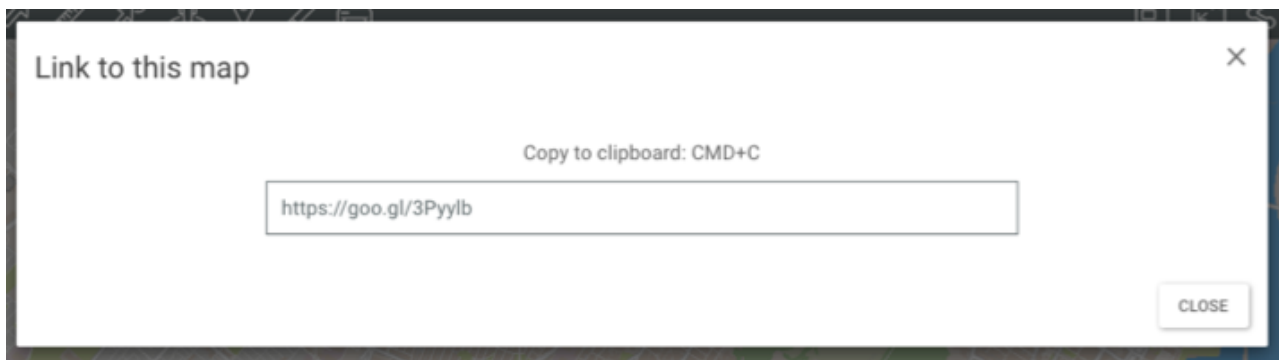 Link to this map
Copy to clipboard: CMD+C
https://goo.gl/3Pyylb
CLOSE